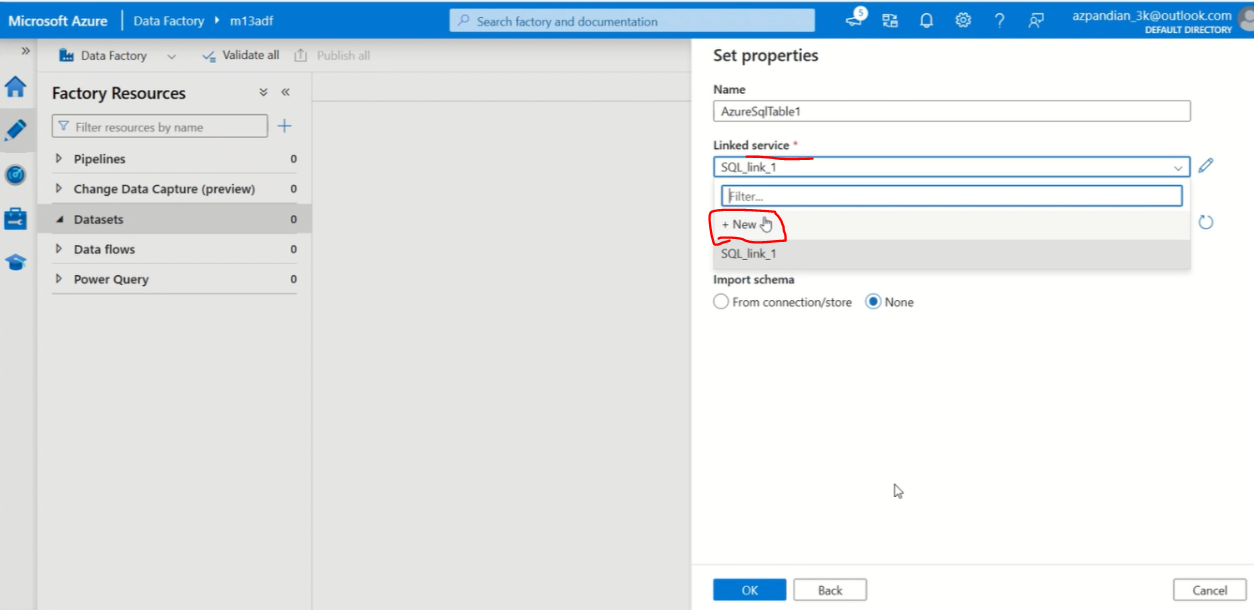 Microsoft Azure
Data Factory
m13adf
Search factory and documentation
5
azpandian_3k@outlook.com
DEFAULT DIRECTORY
Data Factory
Validate all
Publish all
Factory Resources
Filter resources by name
Pipelines 0
Change Data Capture (preview) 0
Datasets 0
Data flows 0
Power Query 0
Set properties
Name
AzureSqlTable1
Linked service *
SQL_link_1
Filter...
+ New
SQL_link_1
Import schema
From connection/store
None
OK
Back
Cancel